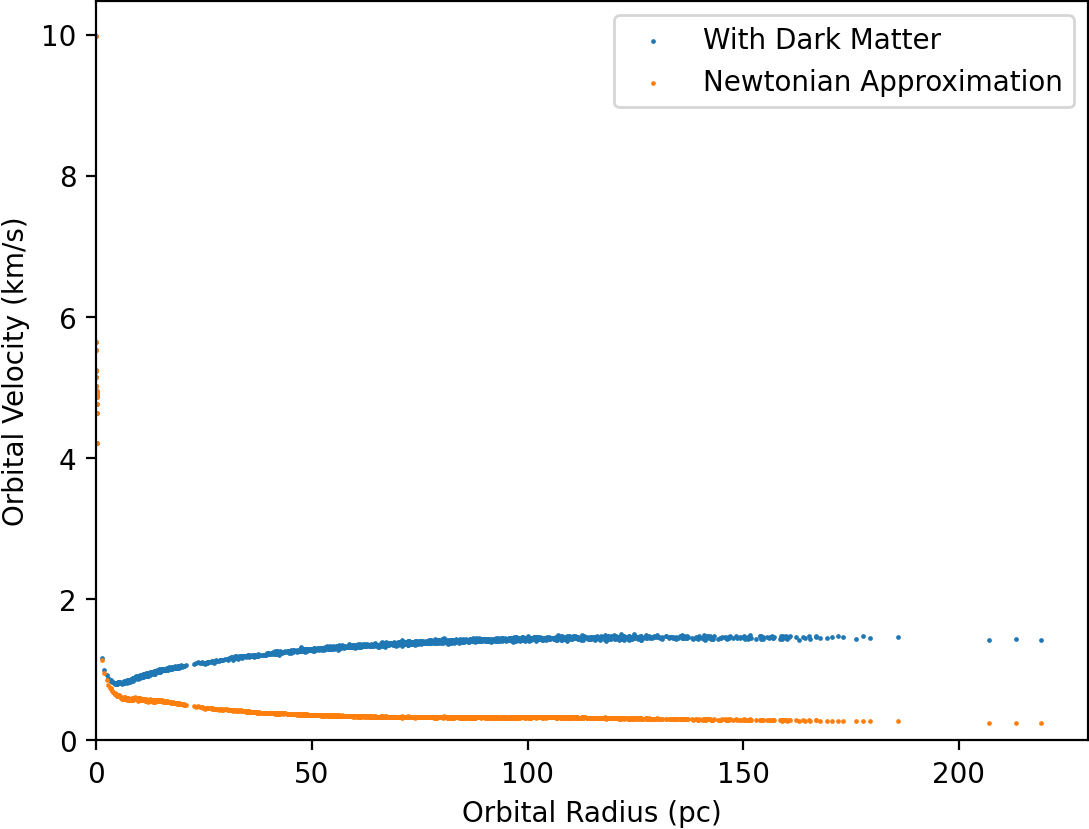 With Dark Matter
Newtonian Approximation
Orbital Velocity (km/s)
10
8
6
4
2
0
0
50
100
150
200
Orbital Radius (pc)